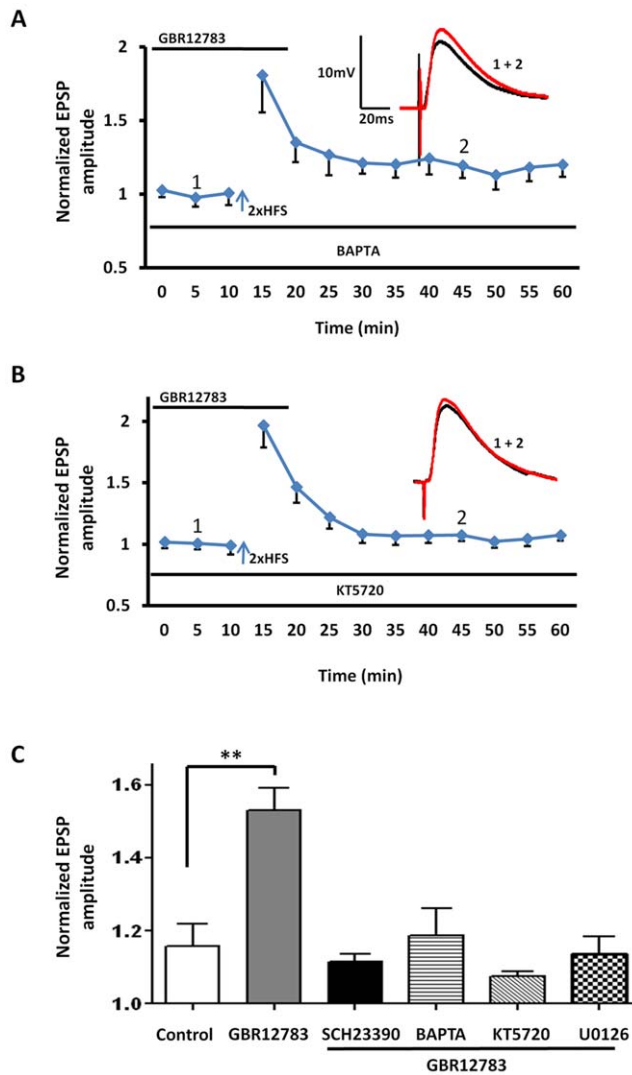 A
GBR12783
2
1.5
1
0.5
Normalized EPSP
amplitude
10mV
20ms
1 + 2
1
2
2xHFS
BAPTA
0 5 10 15 20 25 30 35 40 45 50 55 60
Time (min)
B
GBR12783
2
1.5
1
0.5
Normalized EPSP
amplitude
1 + 2
1
2
2xHFS
KT5720
0 5 10 15 20 25 30 35 40 45 50 55 60
Time (min)
C
**
1.6
1.4
1.2
1.0
Normalized EPSP
amplitude
Control GBR12783 SCH23390 BAPTA KT5720 U0126
GBR12783